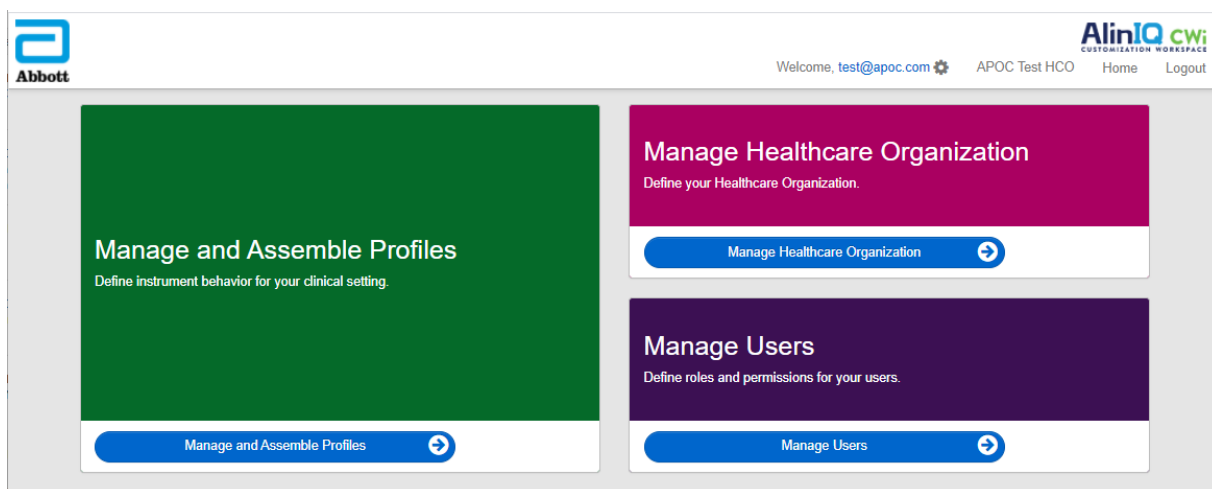 Abbott
AlinIQ CWi
CUSTOMIZATION WORKSPACE
Welcome, test@apoc.com APOC Test HCO Home Logout
Manage and Assemble Profiles
Define instrument behavior for your clinical setting.
Manage and Assemble Profiles
Manage Healthcare Organization
Define your Healthcare Organization.
Manage Healthcare Organization
Manage Users
Define roles and permissions for your users.
Manage Users